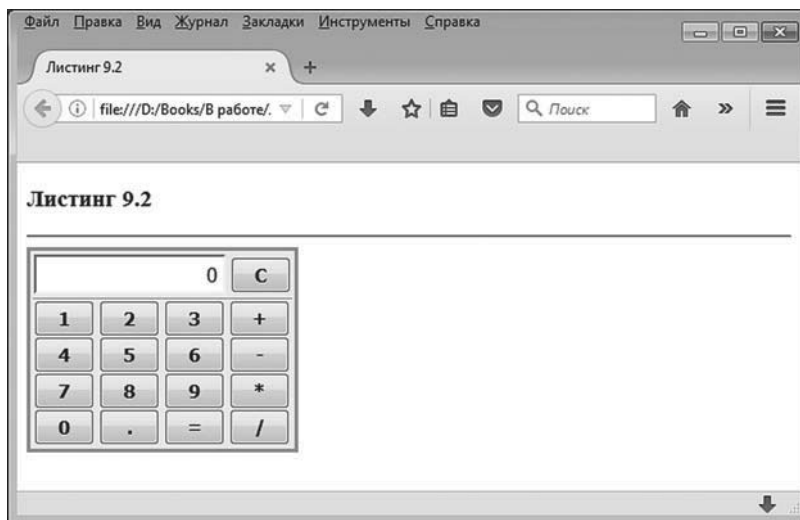 Файл Правка Вид Журнал Закладки Инструменты Справка
Листинг 9.2 × +
file:///D:/Books/В работе/. Поиск »
Листинг 9.2
0 C
1 2 3 +
4 5 6 -
7 8 9 *
0 . = /